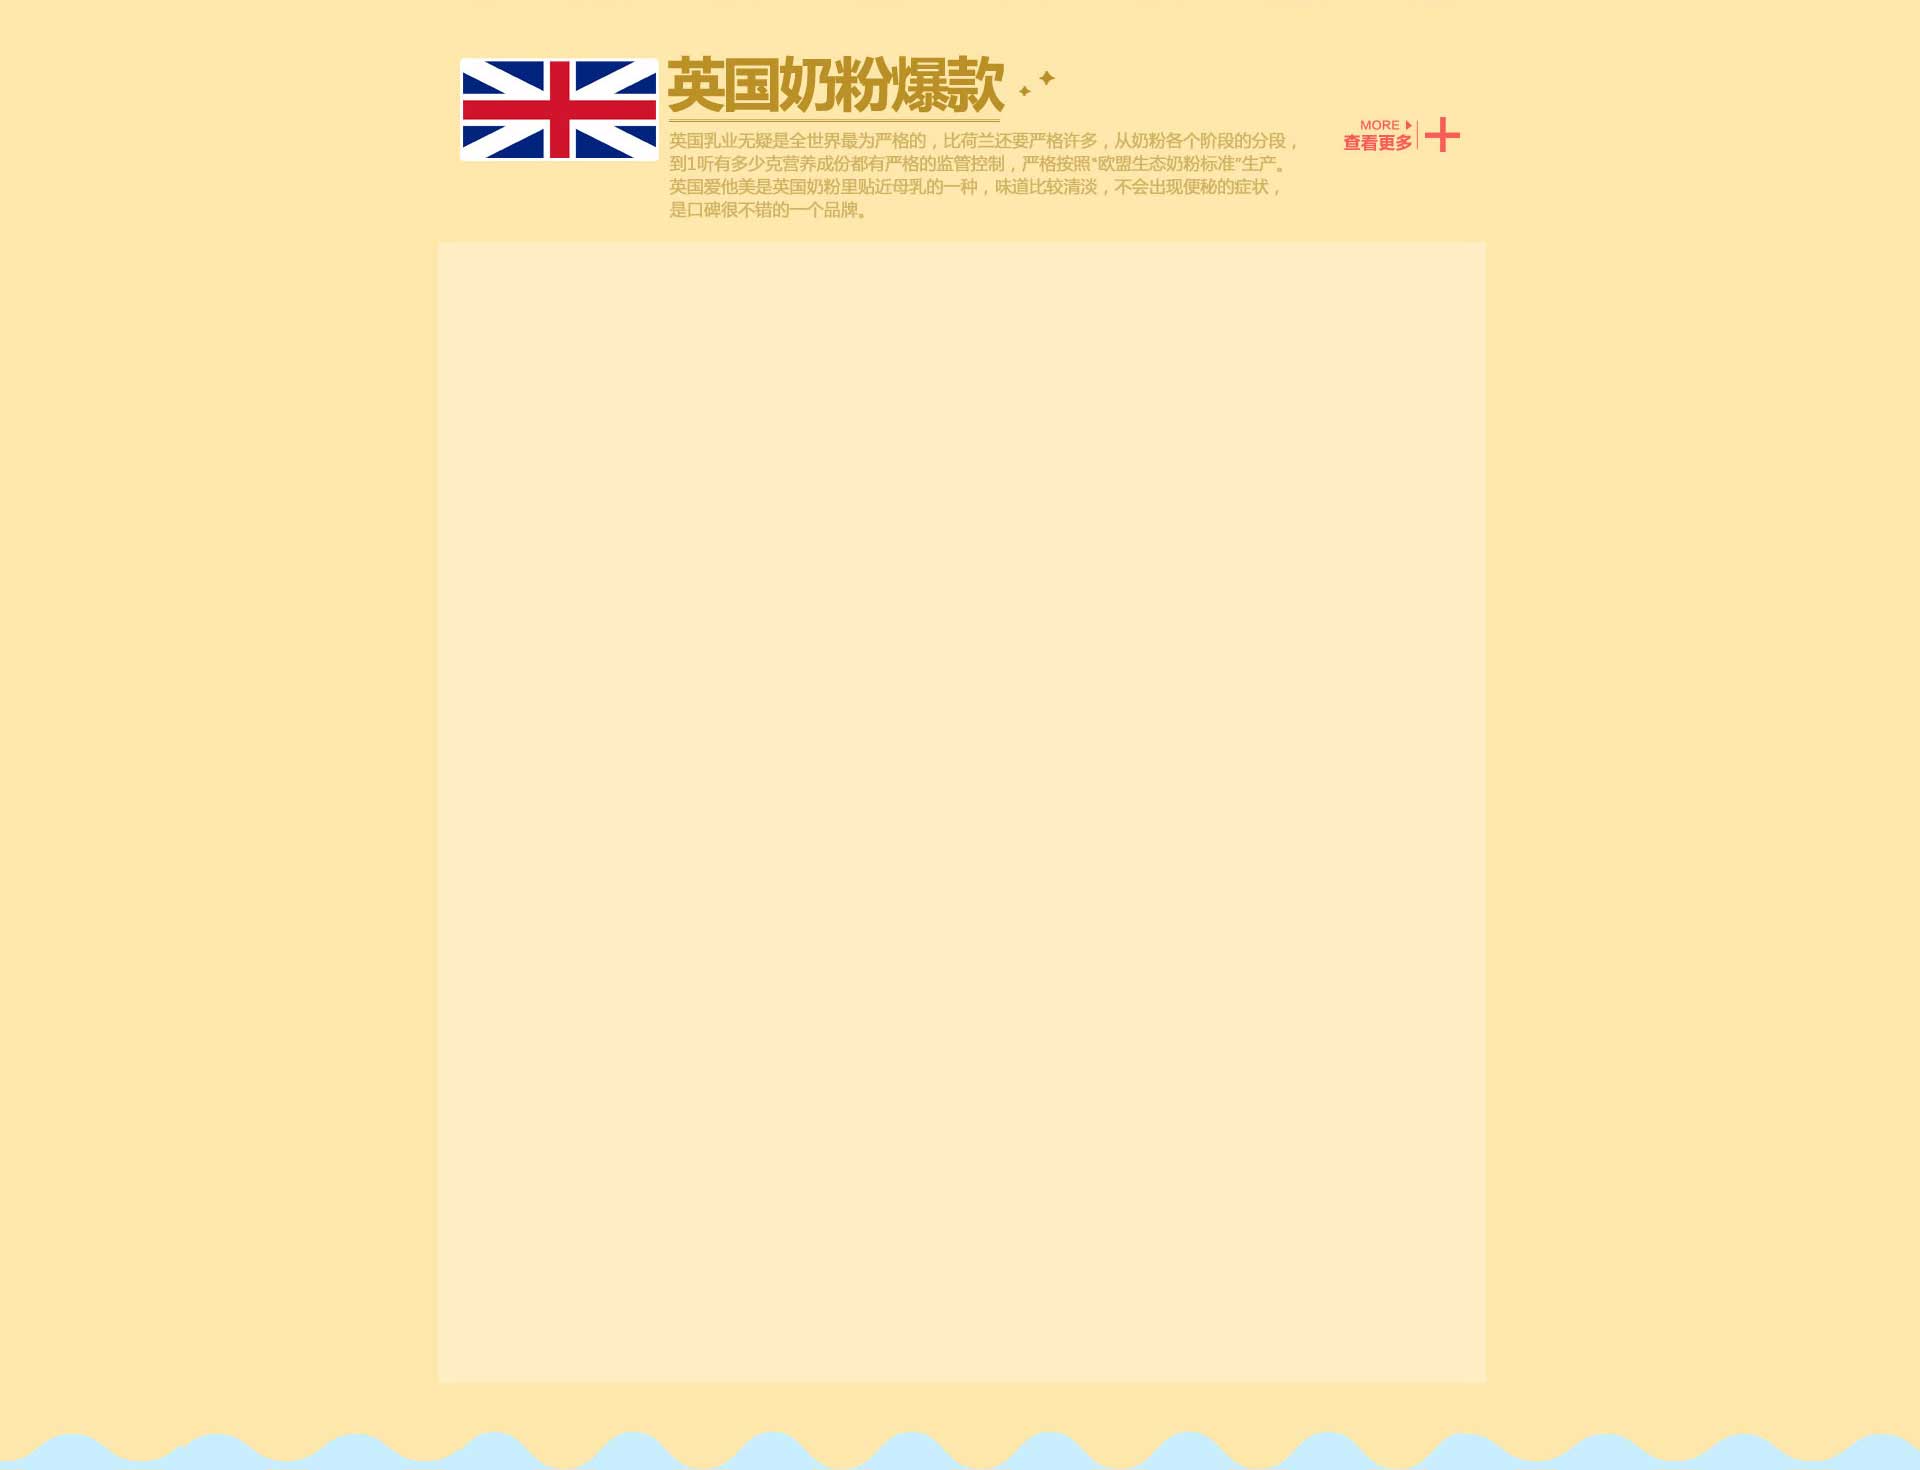 英国奶粉爆款
英国乳业无疑是全世界最为严格的，比荷兰还要严格许多，从奶粉各个阶段的分段，
到1听有多少克营养成份都有严格的监管控制，严格按照“欧盟生态奶粉标准”生产。
英国爱他美是英国奶粉里贴近母乳的一种，味道比较清淡，不会出现便秘的症状，
是口碑很不错的一个品牌。
MORE
查看更多